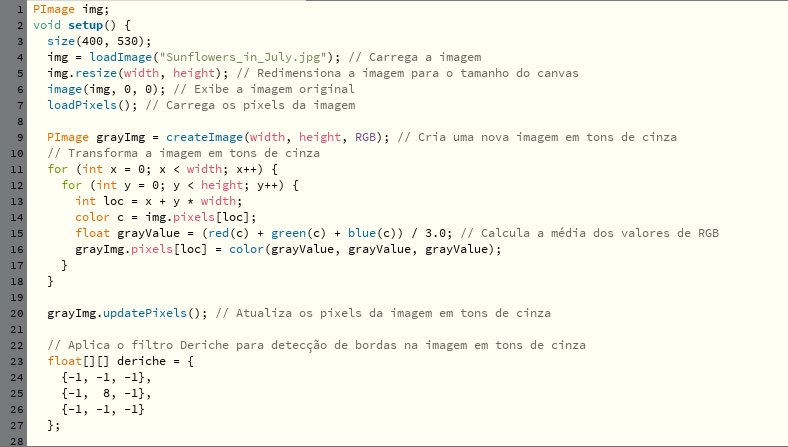 1 PImage img;
2 void setup() {
3   size(400, 530);
4   img = loadImage("Sunflowers_in_July.jpg"); // Carrega a imagem
5   img.resize(width, height); // Redimensiona a imagem para o tamanho do canvas
6   image(img, 0, 0); // Exibe a imagem original
7   loadPixels(); // Carrega os pixels da imagem
8
9   PImage grayImg = createImage(width, height, RGB); // Cria uma nova imagem em tons de cinza
10   // Transforma a imagem em tons de cinza
11   for (int x = 0; x < width; x++) {
12     for (int y = 0; y < height; y++) {
13       int loc = x + y * width;
14       color c = img.pixels[loc];
15       float grayValue = (red(c) + green(c) + blue(c)) / 3.0; // Calcula a média dos valores de RGB
16       grayImg.pixels[loc] = color(grayValue, grayValue, grayValue);
17     }
18   }
19
20   grayImg.updatePixels(); // Atualiza os pixels da imagem em tons de cinza
21
22   // Aplica o filtro Deriche para detecção de bordas na imagem em tons de cinza
23   float[][] deriche = {
24     {-1, -1, -1},
25     {-1,  8, -1},
26     {-1, -1, -1}
27   };
28